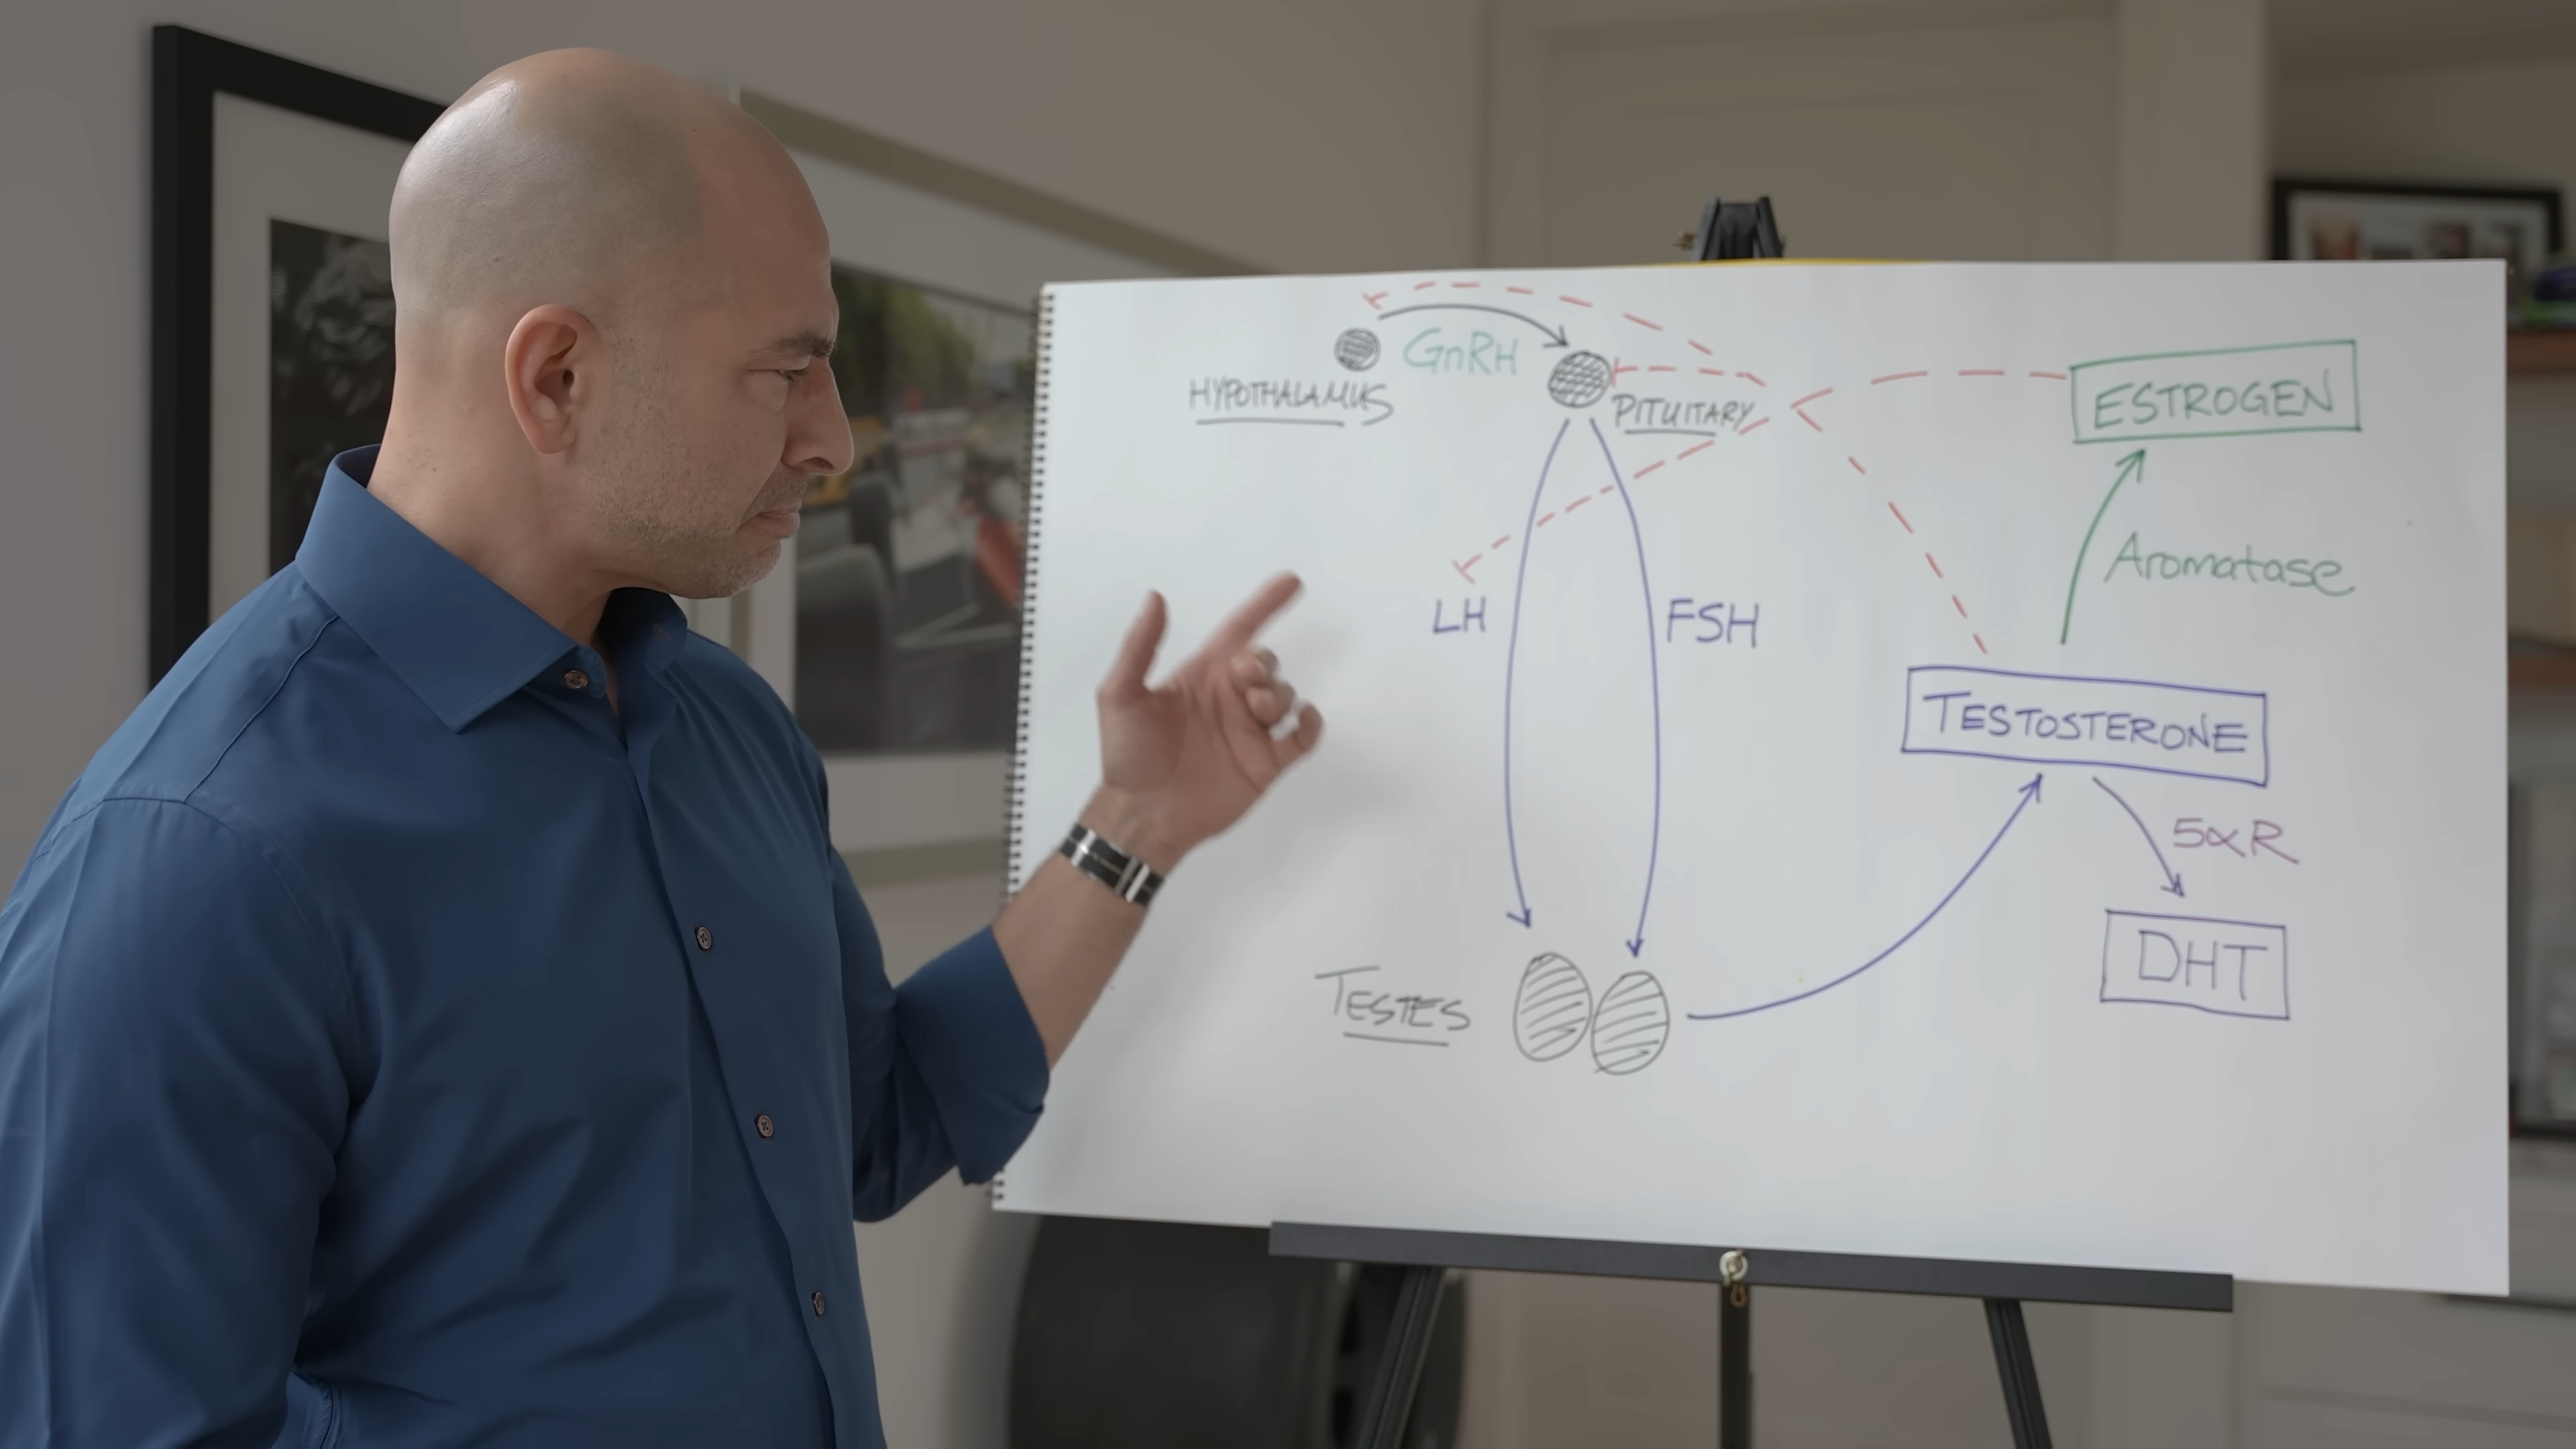 GnRH
HYPOTHALAMUS
PITUITARY
ESTROGEN
Aromatase
LH
FSH
TESTOSTERONE
5αR
DHT
TESTES